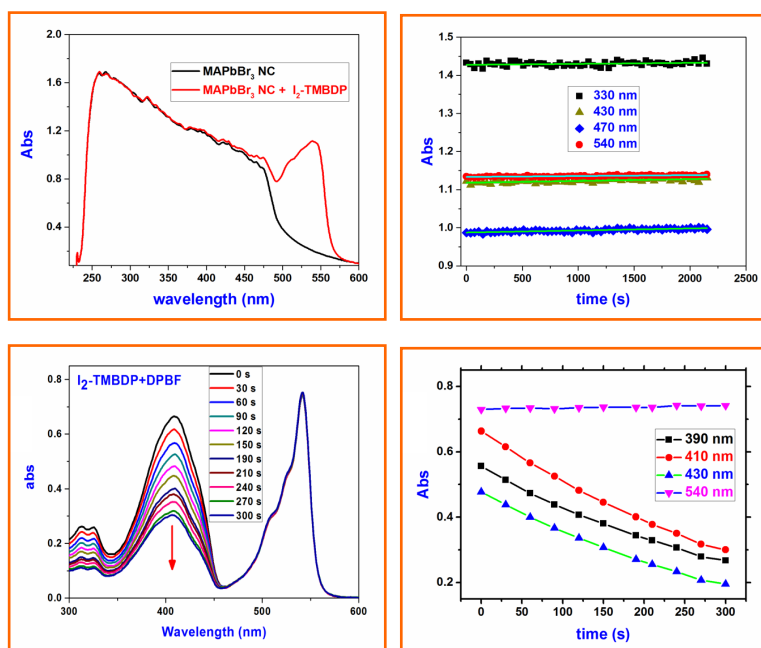 2.0
1.6
1.2
0.8
0.4
Abs
MAPbBr₃ NC
MAPbBr₃ NC + I₂-TMBDP
250 300 350 400 450 500 550 600
wavelength (nm)
1.5
1.4
1.3
1.2
1.1
1.0
0.9
Abs
330 nm
430 nm
470 nm
540 nm
0 500 1000 1500 2000 2500
time (s)
I₂-TMBDP+DPBF
0.8
0.6
0.4
0.2
0.0
abs
0 s
30 s
60 s
90 s
120 s
150 s
190 s
210 s
240 s
270 s
300 s
300 400 500 600
Wavelength (nm)
0.8
0.6
0.4
0.2
Abs
390 nm
410 nm
430 nm
540 nm
0 50 100 150 200 250 300
time (s)